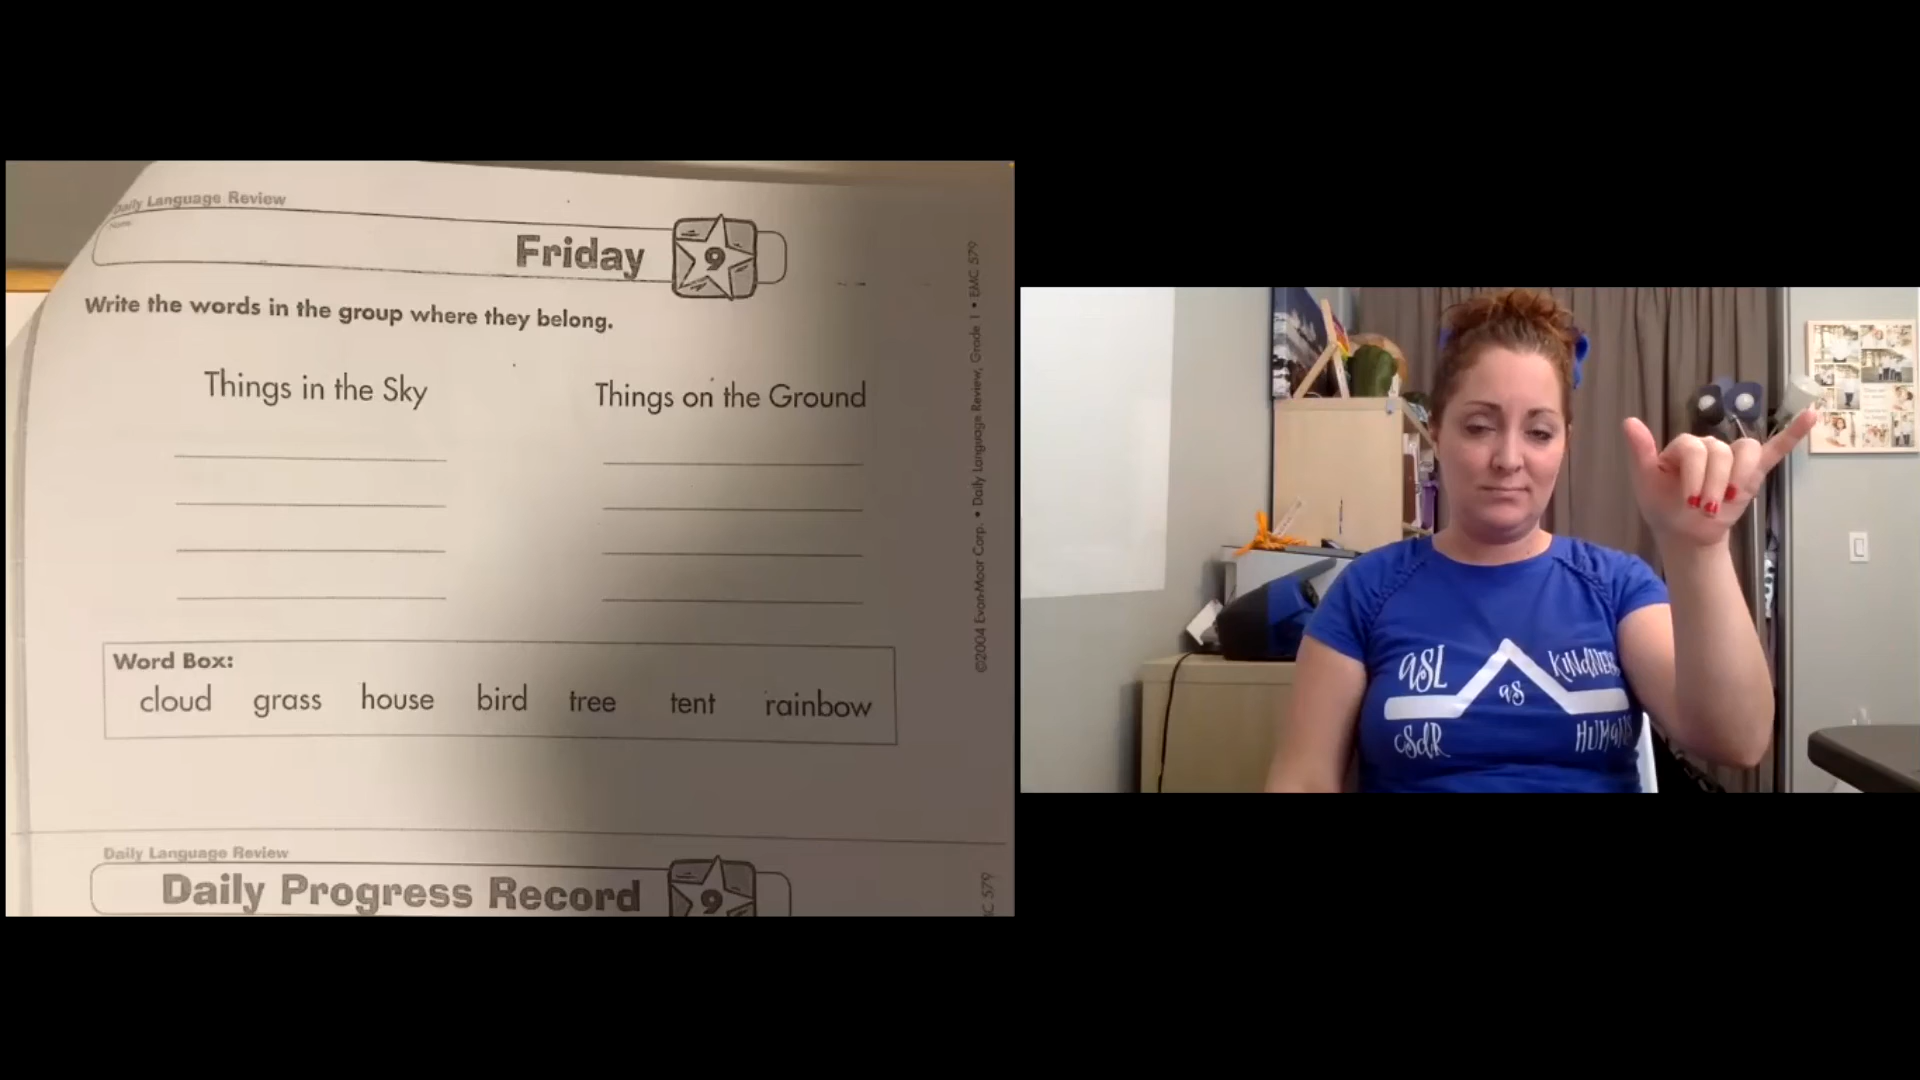 Daily Language Review
Name
Friday
9
Write the words in the group where they belong.
Things in the Sky
Things on the Ground
Word Box:
cloud grass house bird tree tent rainbow
©2004 Evan-Moor Corp. • Daily Language Review, Grade 1 • EMC 579
Daily Language Review
Daily Progress Record
9
C 579
ASL
as
KiNdNESS
CSdR
HUMaNS